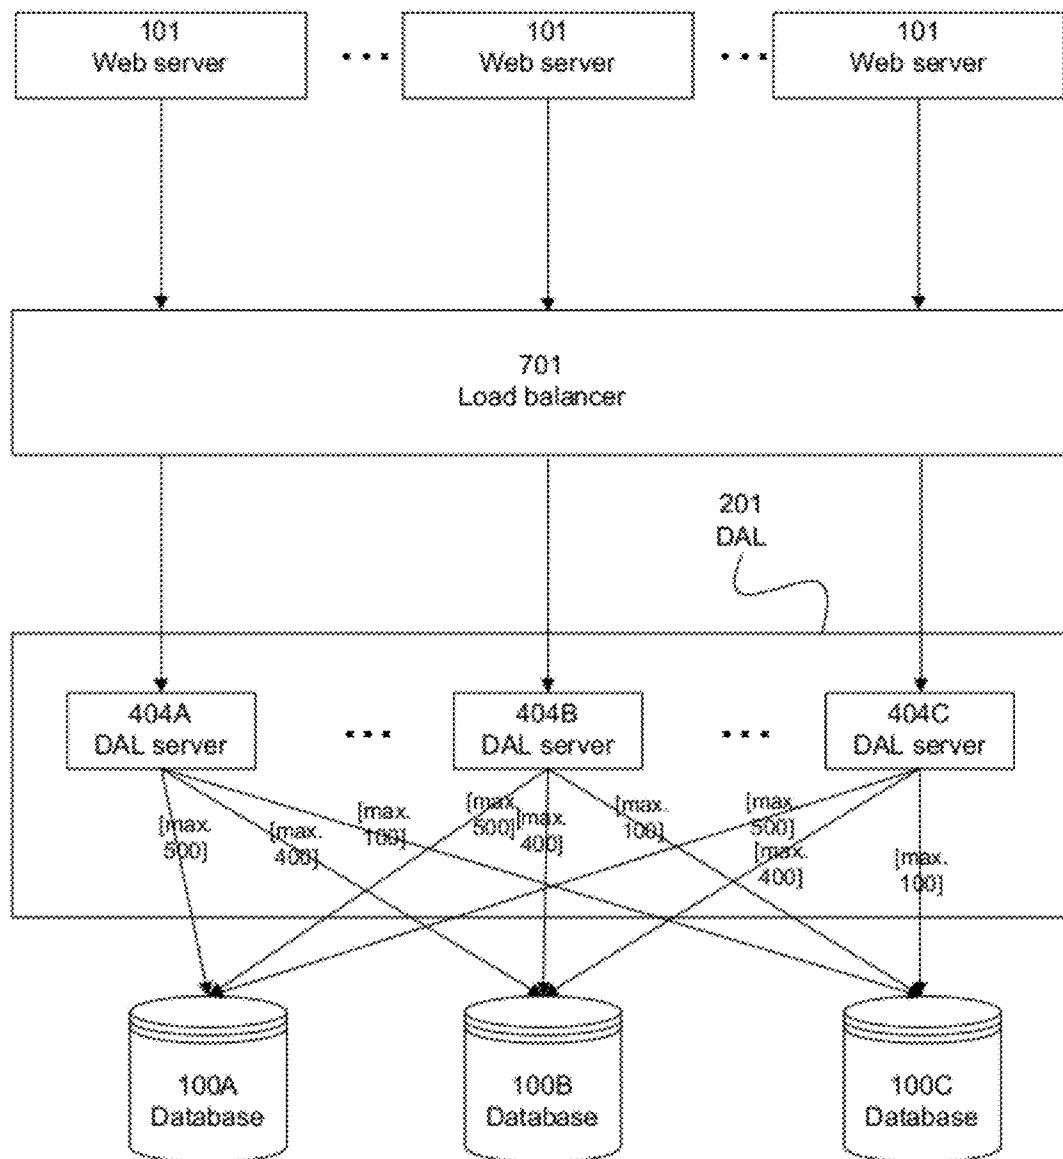 101
Web server
101
Web server
101
Web server
701
Load balancer
201
DAL
404A
DAL server
404B
DAL server
404C
DAL server
[max.
500]
[max.
400]
[max.
100]
[max.
500]
[max.
400]
[max.
100]
[max.
500]
[max.
400]
[max.
100]
100A
Database
100B
Database
100C
Database